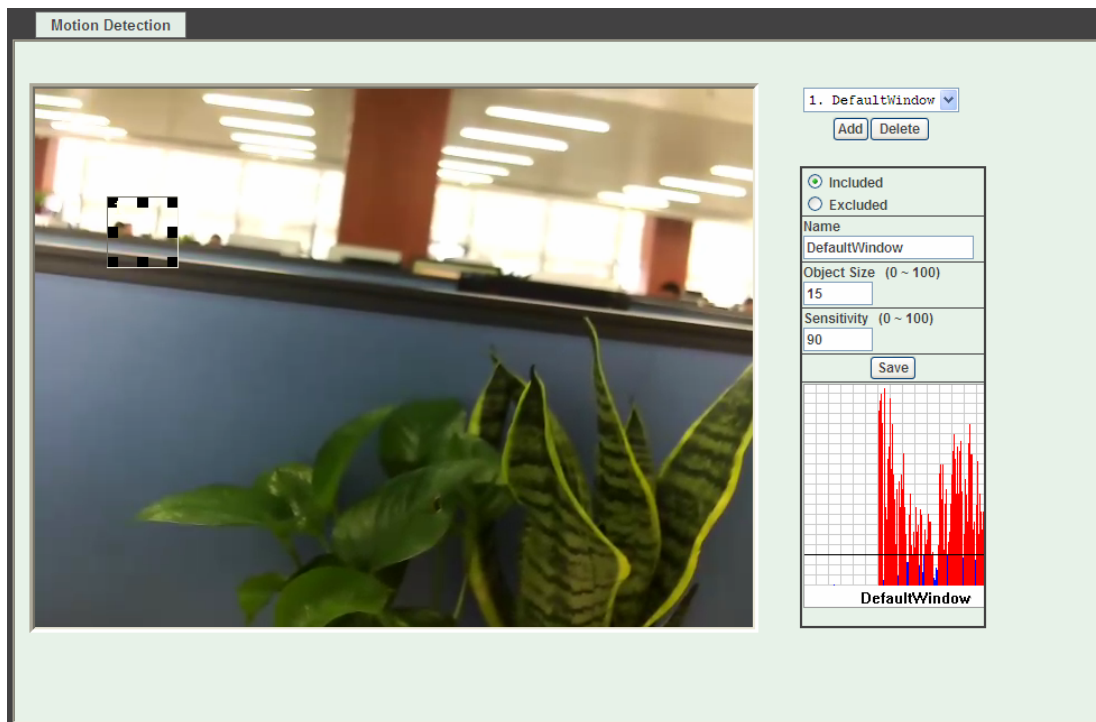 Motion Detection
1. DefaultWindow
Add Delete
Included
Excluded
Name
DefaultWindow
Object Size (0 ~ 100)
15
Sensitivity (0 ~ 100)
90
Save
DefaultWindow